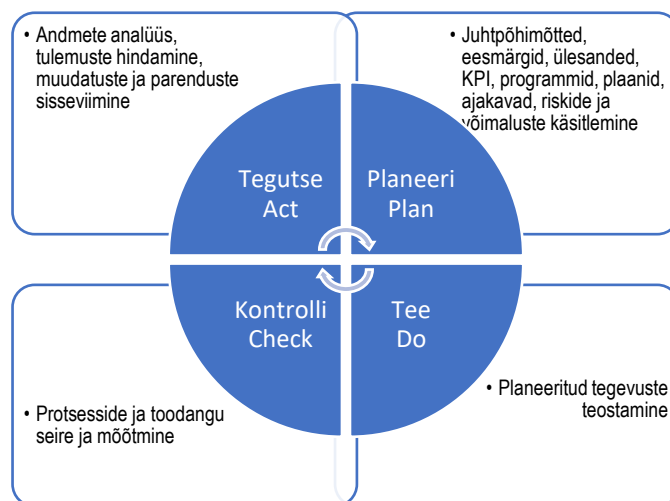 • Andmete analüüs,
tulemuste hindamine,
muudatuste ja parenduste
sisseviimine
• Juhtpõhimõtted,
eesmärgid, ülesanded,
KPI, programmid, plaanid,
ajakavad, riskide ja
võimaluste käsitlemine
Tegutse
Act
Planeeri
Plan
Kontrolli
Check
Tee
Do
• Protsesside ja toodangu
seire ja mõõtmine
• Planeeritud tegevuste
teostamine